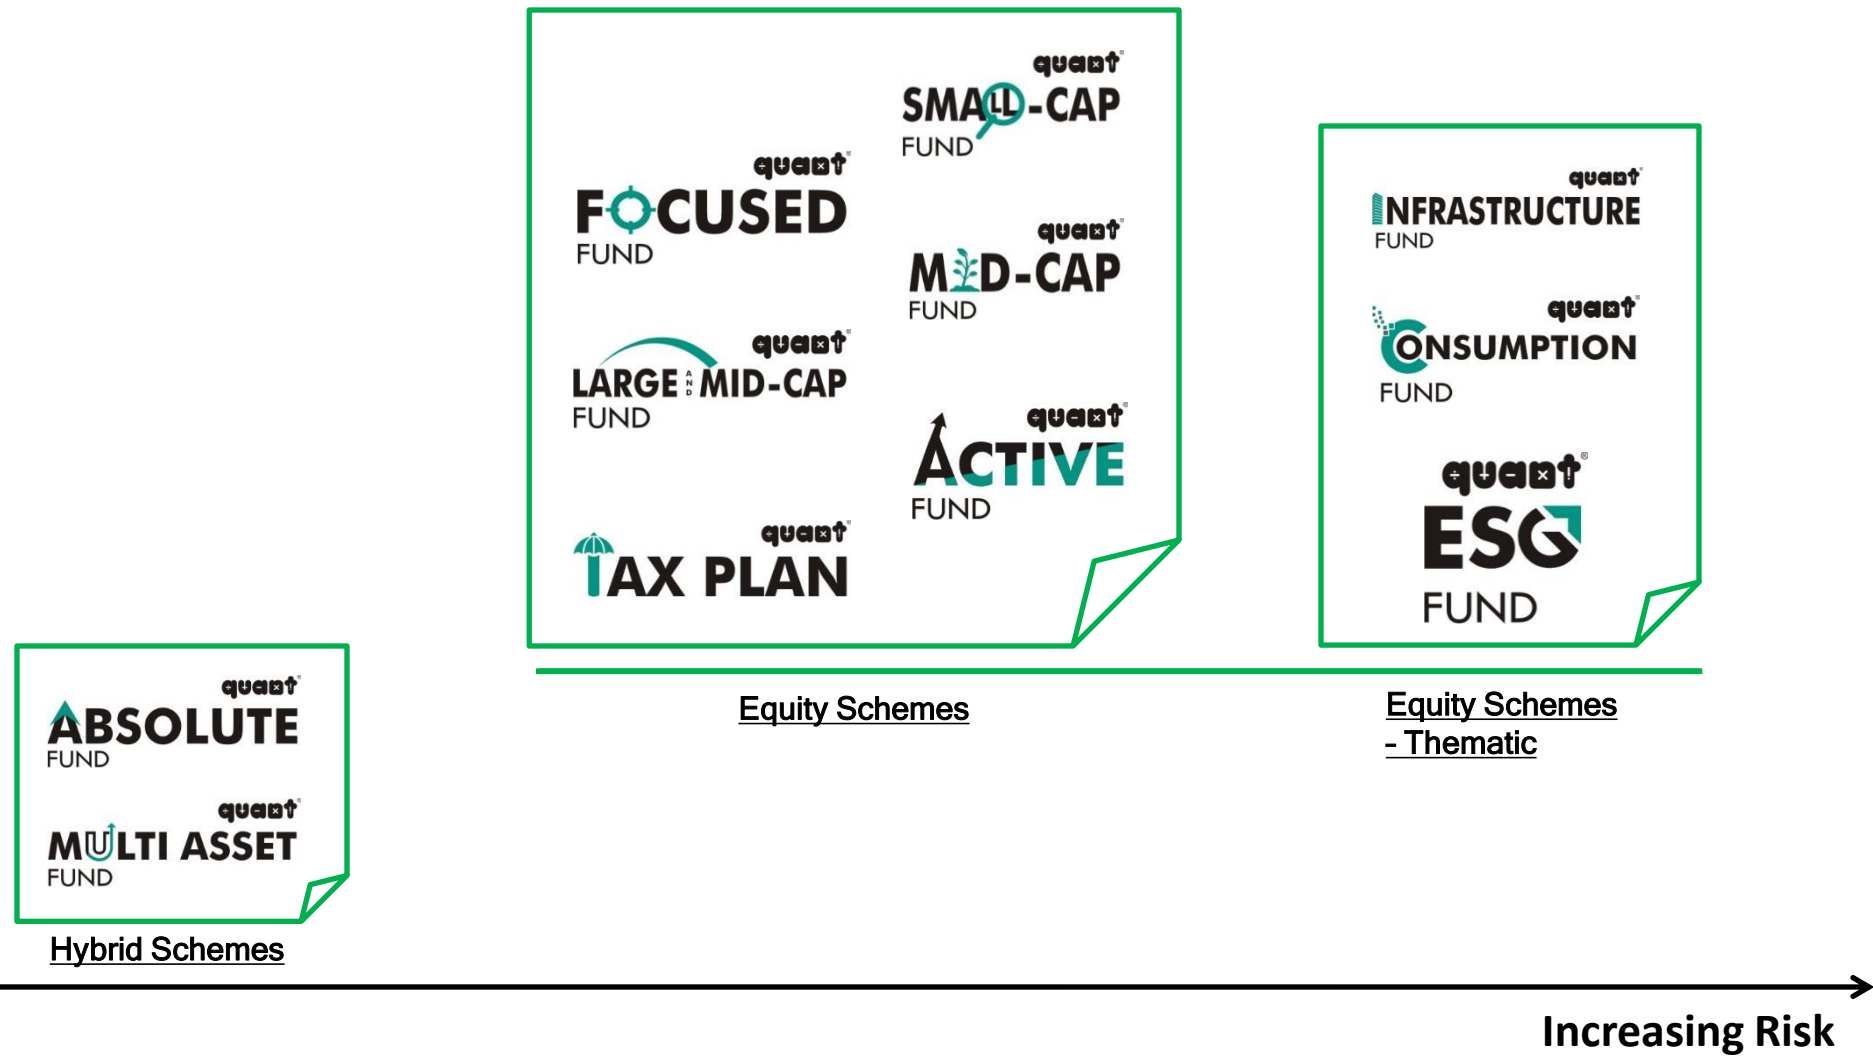 quant®
SMALL-CAP
FUND
quant®
FOCUSED
FUND
quant®
MID-CAP
FUND
quant®
LARGE AND MID-CAP
FUND
quant®
ACTIVE
FUND
quant®
TAX PLAN
Equity Schemes
quant®
INFRASTRUCTURE
FUND
quant®
CONSUMPTION
FUND
quant®
ESG
FUND
Equity Schemes
- Thematic
quant®
ABSOLUTE
FUND
quant®
MULTI ASSET
FUND
Hybrid Schemes
Increasing Risk